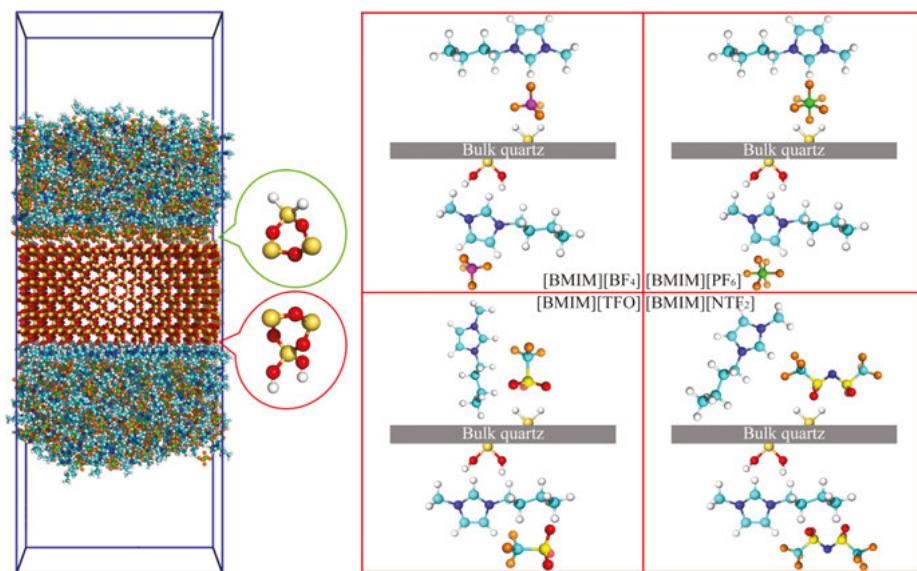 Bulk quartz
Bulk quartz
[BMIM][BF₄]
[BMIM][PF₆]
[BMIM][TFO]
[BMIM][NTF₂]
Bulk quartz
Bulk quartz